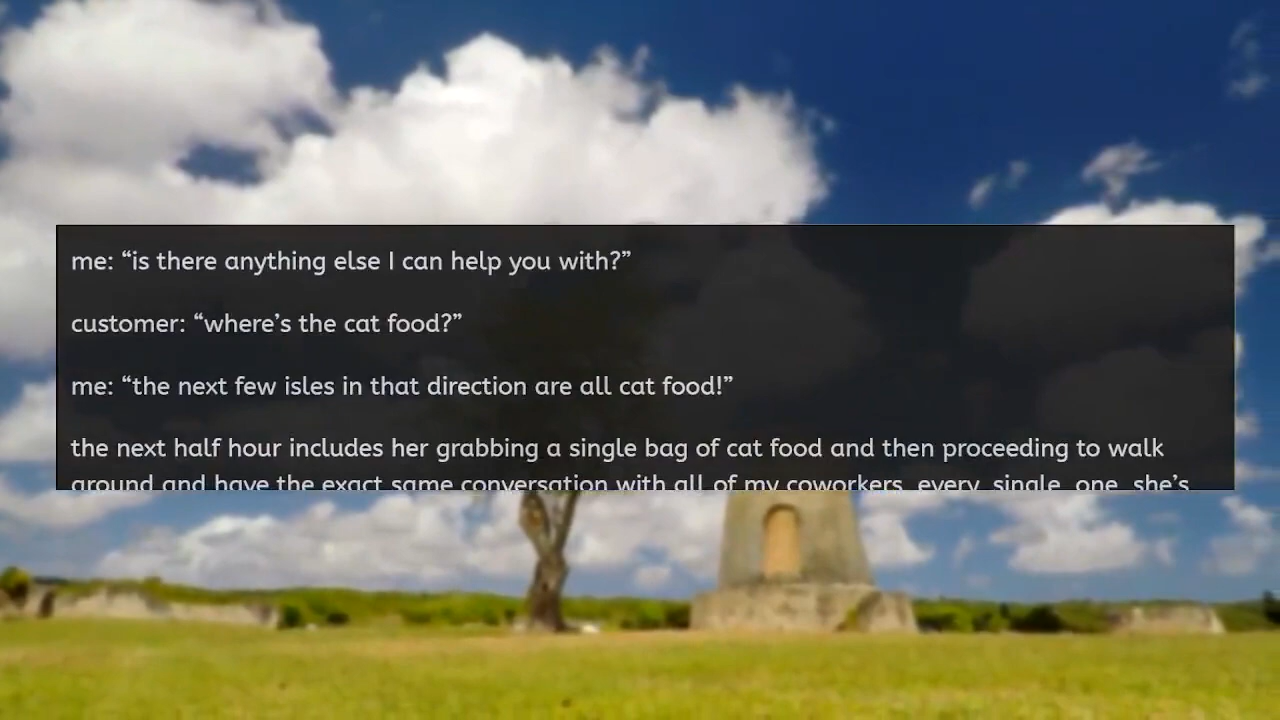 me: “is there anything else I can help you with?”
customer: “where’s the cat food?”
me: “the next few isles in that direction are all cat food!”
the next half hour includes her grabbing a single bag of cat food and then proceeding to walk
around and have the exact same conversation with all of my coworkers. every. single. one. she’s